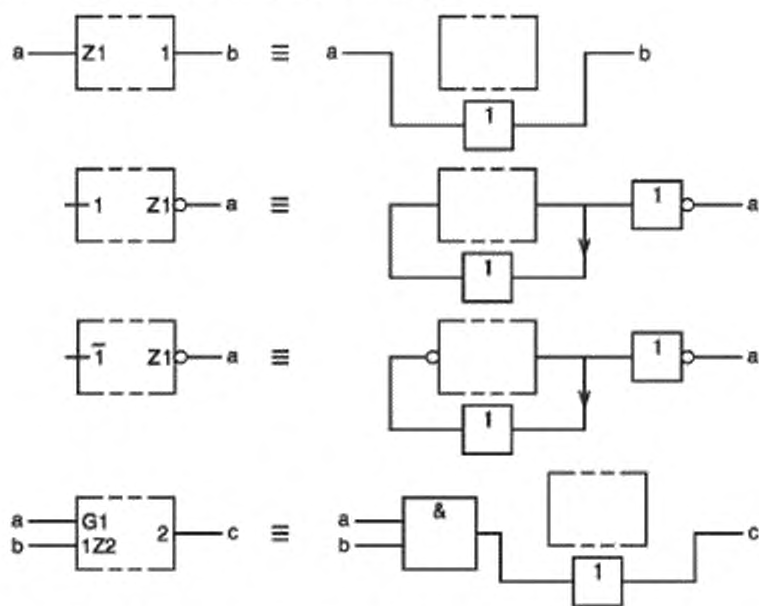 a Z1 1 b ≡ a 1 b
1 Z1 a ≡ 1 1 a
1̅ Z1 a ≡ 1 1 a
a G1 2 c ≡ a & c
b 1Z2 b 1